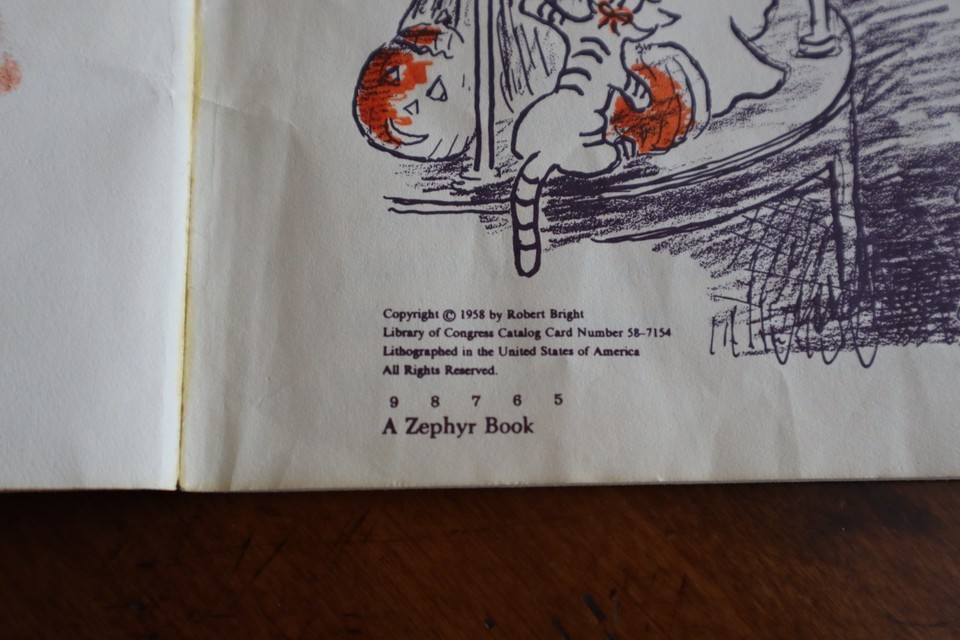 Copyright © 1958 by Robert Bright
Library of Congress Catalog Card Number 58-7154
Lithographed in the United States of America
All Rights Reserved.
9 8 7 6 5
A Zephyr Book